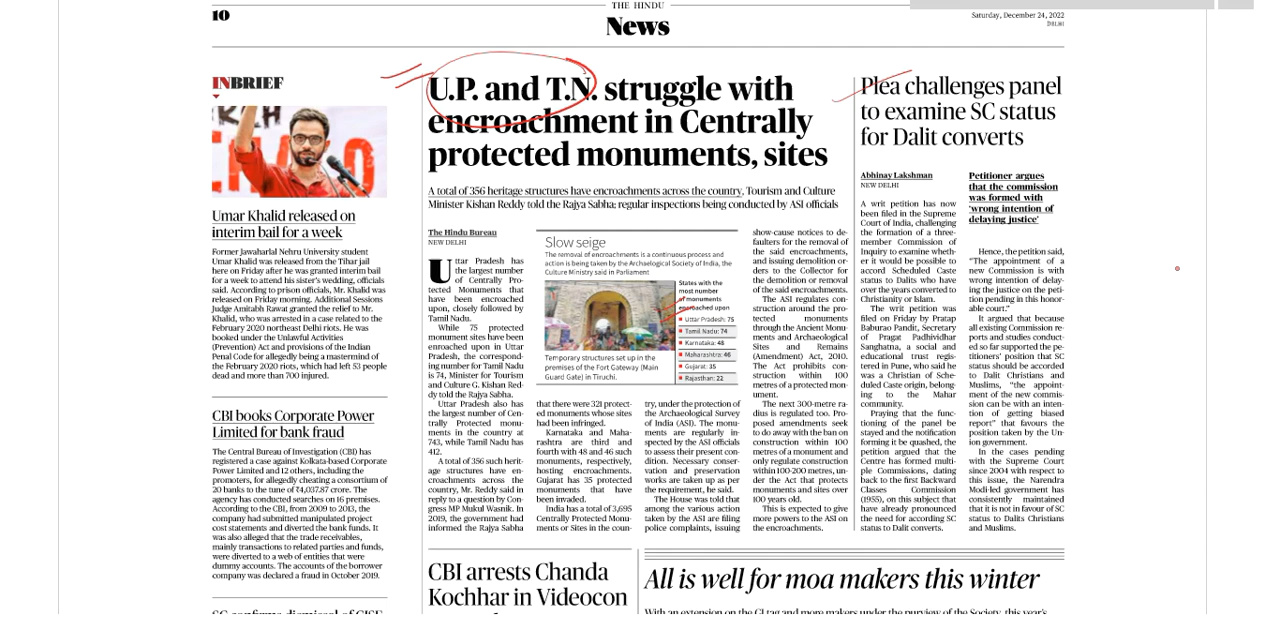 10
THE HINDU
News
Saturday, December 24, 2022
DELHI
INBRIEF
Umar Khalid released on
interim bail for a week
Former Jawaharlal Nehru University student
Umar Khalid was released from the Tihar jail
here on Friday after he was granted interim bail
for a week to attend his sister's wedding, officials
said. According to prison officials, Mr. Khalid was
released on Friday morning. Additional Sessions
Judge Amitabh Rawat granted the relief to Mr.
Khalid, who was arrested in a case related to the
February 2020 northeast Delhi riots. He was
booked under the Unlawful Activities
(Prevention) Act and provisions of the Indian
Penal Code for allegedly being a mastermind of
the February 2020 riots, which had left 53 people
dead and more than 700 injured.
CBI books Corporate Power
Limited for bank fraud
The Central Bureau of Investigation (CBI) has
registered a case against Kolkata-based Corporate
Power Limited and 12 others, including the
promoters, for allegedly cheating a consortium of
20 banks to the tune of ₹4,037.87 crore. The
agency has conducted searches on 16 premises.
According to the CBI, from 2009 to 2013, the
company had submitted manipulated project
cost statements and diverted the bank funds. It
was also alleged that the trade receivables,
mainly transactions to related parties and funds,
were diverted to a web of entities that were
dummy accounts. The accounts of the borrower
company was declared a fraud in October 2019.
U.P. and T.N. struggle with
encroachment in Centrally
protected monuments, sites
A total of 356 heritage structures have encroachments across the country, Tourism and Culture
Minister Kishan Reddy told the Rajya Sabha; regular inspections being conducted by ASI officials
The Hindu Bureau
NEW DELHI
Uttar Pradesh has
the largest number
of Centrally Pro-
tected Monuments
that have been
encroached
upon, closely followed by
Tamil Nadu.
While 75 protected
monument sites have been
encroached upon in Uttar
Pradesh, the correspond-
ing number for Tamil Nadu
is 74, Minister for Tourism
and Culture G. Kishan Red-
dy told the Rajya Sabha.
Uttar Pradesh also has
the largest number of Cen-
trally Protected monu-
ments in the country at
743, while Tamil Nadu has
412.
A total of 356 such herit-
age structures have en-
croachments across the
country, Mr. Reddy said in
reply to a question by Con-
gress MP Mukul Wasnik. In
2019, the government had
informed the Rajya Sabha
Slow seige
The removal of encroachments is a continuous process and
action is being taken by the Archaeological Society of India, the
Culture Ministry said in Parliament
Temporary structures set up in the
premises of the Fort Gateway (Main
Guard Gate) in Tiruchi.
States with the
most number
of monuments
encroached upon
Uttar Pradesh: 75
Tamil Nadu: 74
Karnataka: 48
Maharashtra: 46
Gujarat: 35
Rajasthan: 22
that there were 321 protect-
ed monuments whose sites
had been infringed.
Karnataka and Maha-
rashtra are third and
fourth with 48 and 46 such
monuments, respectively,
hosting encroachments.
Gujarat has 35 protected
monuments that have
been invaded.
India has a total of 3,695
Centrally Protected Monu-
ments or Sites in the coun-
try, under the protection of
the Archaeological Survey
of India (ASI). The monu-
ments are regularly in-
spected by the ASI officials
to assess their present con-
dition. Necessary conser-
vation and preservation
works are taken up as per
the requirement, he said.
The House was told that
among the various action
taken by the ASI are filing
police complaints, issuing
show-cause notices to de-
faulters for the removal of
the said encroachments,
and issuing demolition or-
ders to the Collector for
the demolition or removal
of the said encroachments.
The ASI regulates con-
struction around the pro-
tected monuments
through the Ancient Monu-
ments and Archaeological
Sites and Remains
(Amendment) Act, 2010.
The Act prohibits con-
struction within 100
metres of a protected mon-
ument.
The next 300-metre ra-
dius is regulated too. Pro-
posed amendments seek
to do away with the ban on
construction within 100
metres of a monument and
only regulate construction
within 100-200 metres, un-
der the Act that protects
monuments and sites over
100 years old.
This is expected to give
more powers to the ASI on
the encroachments.
Plea challenges panel
to examine SC status
for Dalit converts
Abhinay Lakshman
NEW DELHI
A writ petition has now
been filed in the Supreme
Court of India, challenging
the formation of a three-
member Commission of
Inquiry to examine wheth-
er it would be possible to
accord Scheduled Caste
status to Dalits who have
over the years converted to
Christianity or Islam.
The writ petition was
filed on Friday by Pratap
Baburao Pandit, Secretary
of Pragat Padhividhar
Sanghatna, a social and
educational trust regis-
tered in Pune, who said he
was a Christian of Sche-
duled Caste origin, belong-
ing to the Mahar
community.
Praying that the func-
tioning of the panel be
stayed and the notification
forming it be quashed, the
petition argued that the
Centre has formed multi-
ple Commissions, dating
back to the first Backward
Classes Commission
(1955), on this subject that
have already pronounced
the need for according SC
status to Dalit converts.
Petitioner argues
that the commission
was formed with
'wrong intention of
delaying justice'
Hence, the petition said,
"The appointment of a
new Commission is with
wrong intention of delay-
ing the justice on the peti-
tion pending in this honor-
able court."
It argued that because
all existing Commission re-
ports and studies conduct-
ed so far supported the pe-
titioners' position that SC
status should be accorded
to Dalit Christians and
Muslims, "the appoint-
ment of the new commis-
sion can be with an inten-
tion of getting biased
report" that favours the
position taken by the Un-
ion government.
In the cases pending
with the Supreme Court
since 2004 with respect to
this issue, the Narendra
Modi-led government has
consistently maintained
that it is not in favour of SC
status to Dalits Christians
and Muslims.
CBI arrests Chanda
Kochhar in Videocon
All is well for moa makers this winter
With an extension on the GI tag and more makers under the purview of the Society, this year's